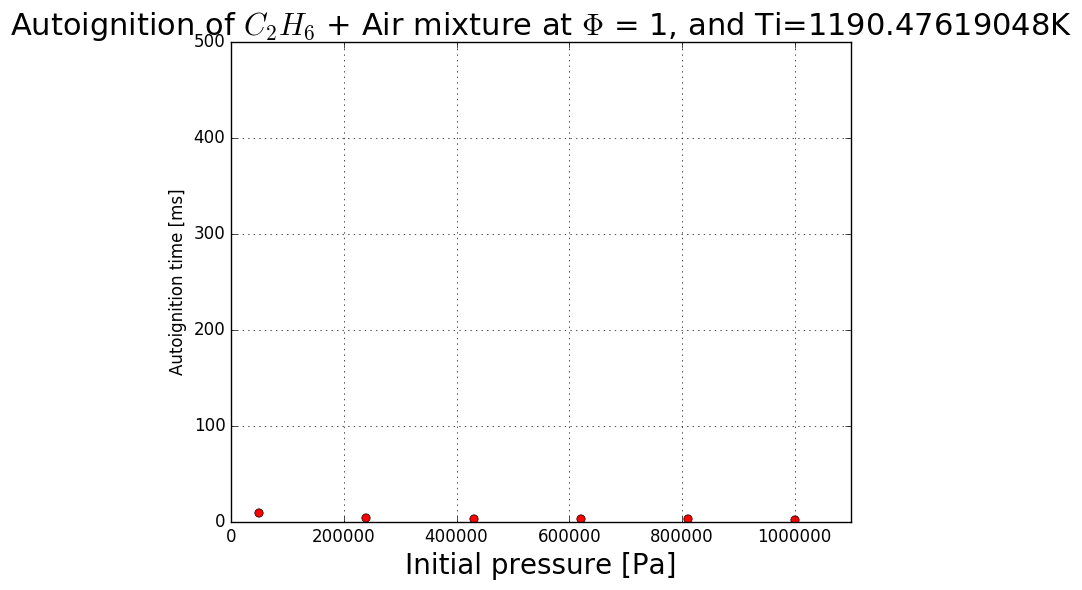 Autoignition of C₂H₆ + Air mixture at Φ = 1, and Ti=1190.47619048K
500
400
300
200
100
0
Autoignition time [ms]
0 200000 400000 600000 800000 1000000
Initial pressure [Pa]